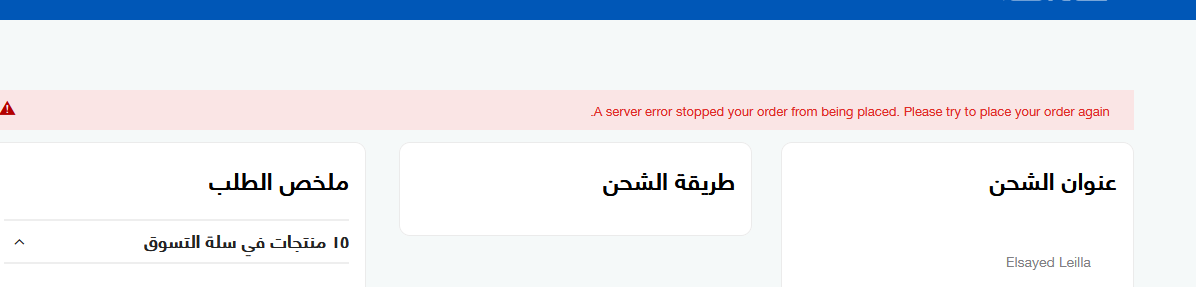 A server error stopped your order from being placed. Please try to place your order again.
عنوان الشحن
Elsayed Leilla
طريقة الشحن
ملخص الطلب
١٥ منتجات في سلة التسوق